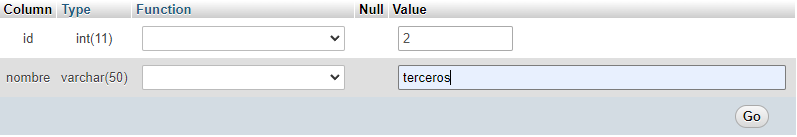 Column Type Function Null Value
id int(11) 2
nombre varchar(50) terceros
Go